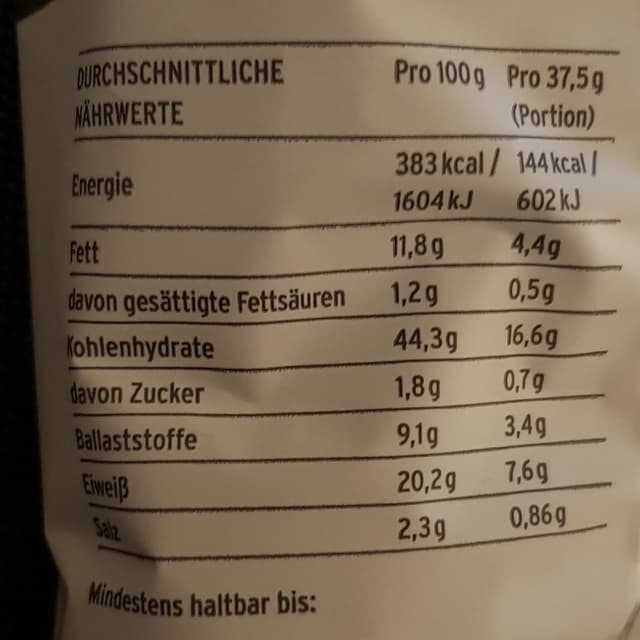 DURCHSCHNITTLICHE NÄHRWERTE Pro 100g Pro 37,5g (Portion)
Energie 383 kcal / 1604 kJ 144 kcal / 602 kJ
Fett 11,8g 4,4g
davon gesättigte Fettsäuren 1,2g 0,5g
Kohlenhydrate 44,3g 16,6g
davon Zucker 1,8g 0,7g
Ballaststoffe 9,1g 3,4g
Eiweiß 20,2g 7,6g
Salz 2,3g 0,86g
Mindestens haltbar bis: